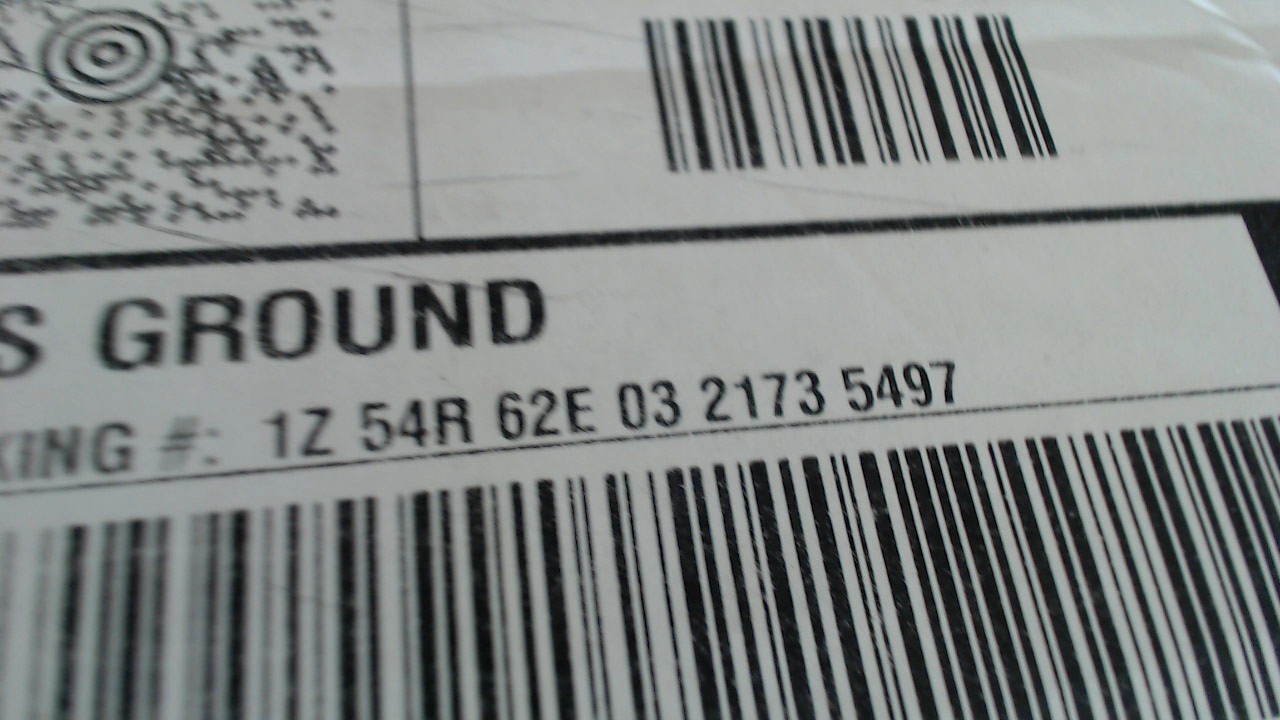 S GROUND
KING #: 1Z 54R 62E 03 2173 5497